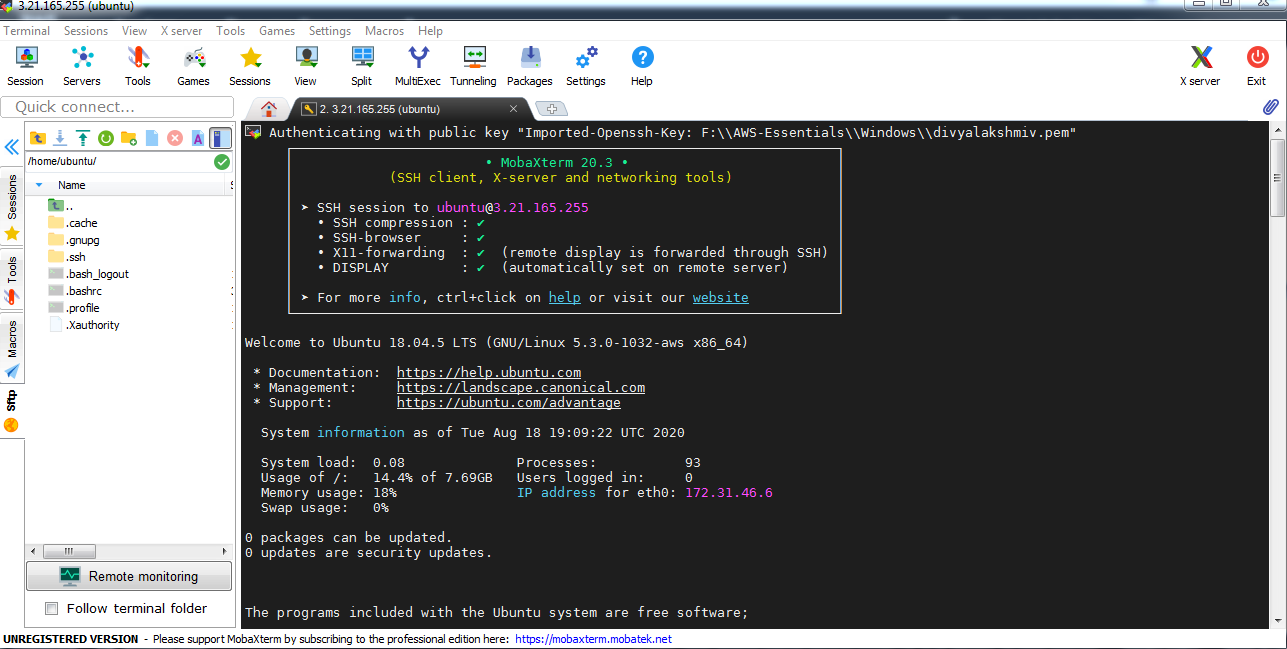 3.21.165.255 (ubuntu)
Terminal Sessions View X server Tools Games Settings Macros Help
Session Servers Tools Games Sessions View Split MultiExec Tunneling Packages Settings Help X server Exit
Quick connect...
2. 3.21.165.255 (ubuntu)
/home/ubuntu/
Name
..
.cache
.gnupg
.ssh
.bash_logout
.bashrc
.profile
.Xauthority
Sessions
Tools
Macros
Sftp
Remote monitoring
Follow terminal folder
Authenticating with public key "Imported-Openssh-Key: F:\\AWS-Essentials\\Windows\\divyalakshmiv.pem"
• MobaXterm 20.3 •
(SSH client, X-server and networking tools)
➤ SSH session to ubuntu@3.21.165.255
• SSH compression : ✔
• SSH-browser : ✔
• X11-forwarding : ✔ (remote display is forwarded through SSH)
• DISPLAY : ✔ (automatically set on remote server)
➤ For more info, ctrl+click on help or visit our website
Welcome to Ubuntu 18.04.5 LTS (GNU/Linux 5.3.0-1032-aws x86_64)
* Documentation: https://help.ubuntu.com
* Management: https://landscape.canonical.com
* Support: https://ubuntu.com/advantage
System information as of Tue Aug 18 19:09:22 UTC 2020
System load: 0.08 Processes: 93
Usage of /: 14.4% of 7.69GB Users logged in: 0
Memory usage: 18% IP address for eth0: 172.31.46.6
Swap usage: 0%
0 packages can be updated.
0 updates are security updates.
The programs included with the Ubuntu system are free software;
UNREGISTERED VERSION - Please support MobaXterm by subscribing to the professional edition here: https://mobaxterm.mobatek.net